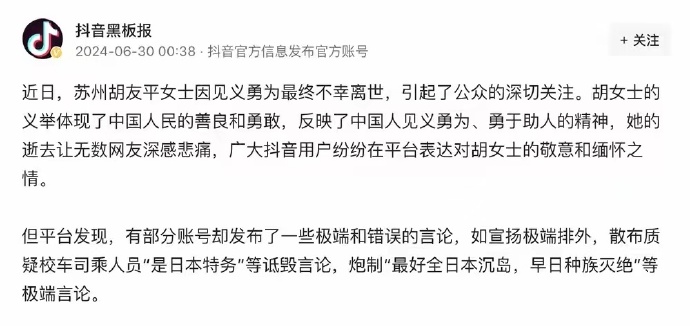 抖音黑板报
2024-06-30 00:38 · 抖音官方信息发布官方账号
+ 关注
近日，苏州胡友平女士因见义勇为最终不幸离世，引起了公众的深切关注。胡女士的
义举体现了中国人民的善良和勇敢，反映了中国人见义勇为、勇于助人的精神，她的
逝去让无数网友深感悲痛，广大抖音用户纷纷在平台表达对胡女士的敬意和缅怀之
情。
但平台发现，有部分账号却发布了一些极端和错误的言论，如宣扬极端排外，散布质
疑校车司乘人员“是日本特务”等诋毁言论，炮制“最好全日本沉岛，早日种族灭绝”等
极端言论。